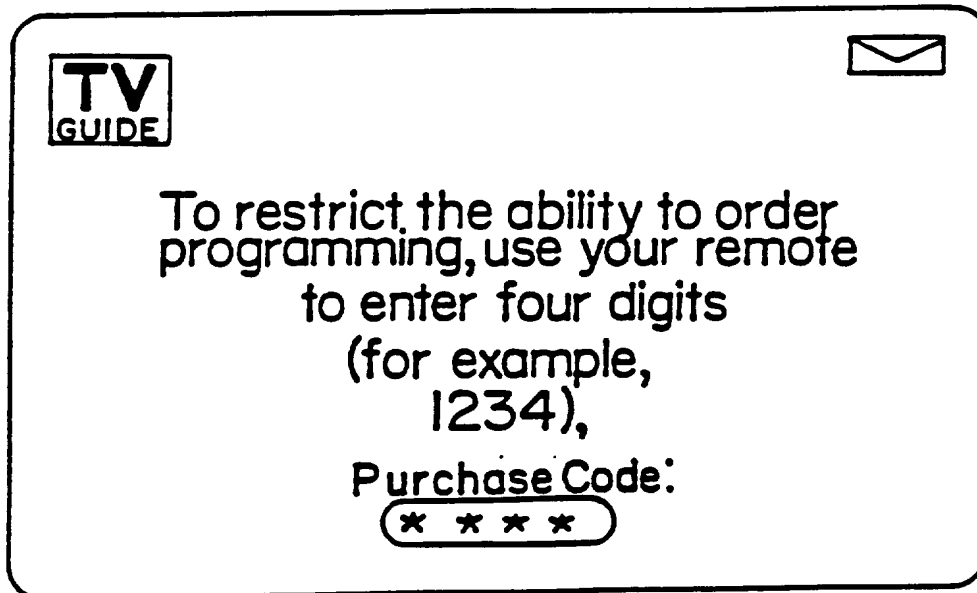 TV
GUIDE
To restrict the ability to order
programming, use your remote
to enter four digits
(for example,
1234),
Purchase Code:
* * * *